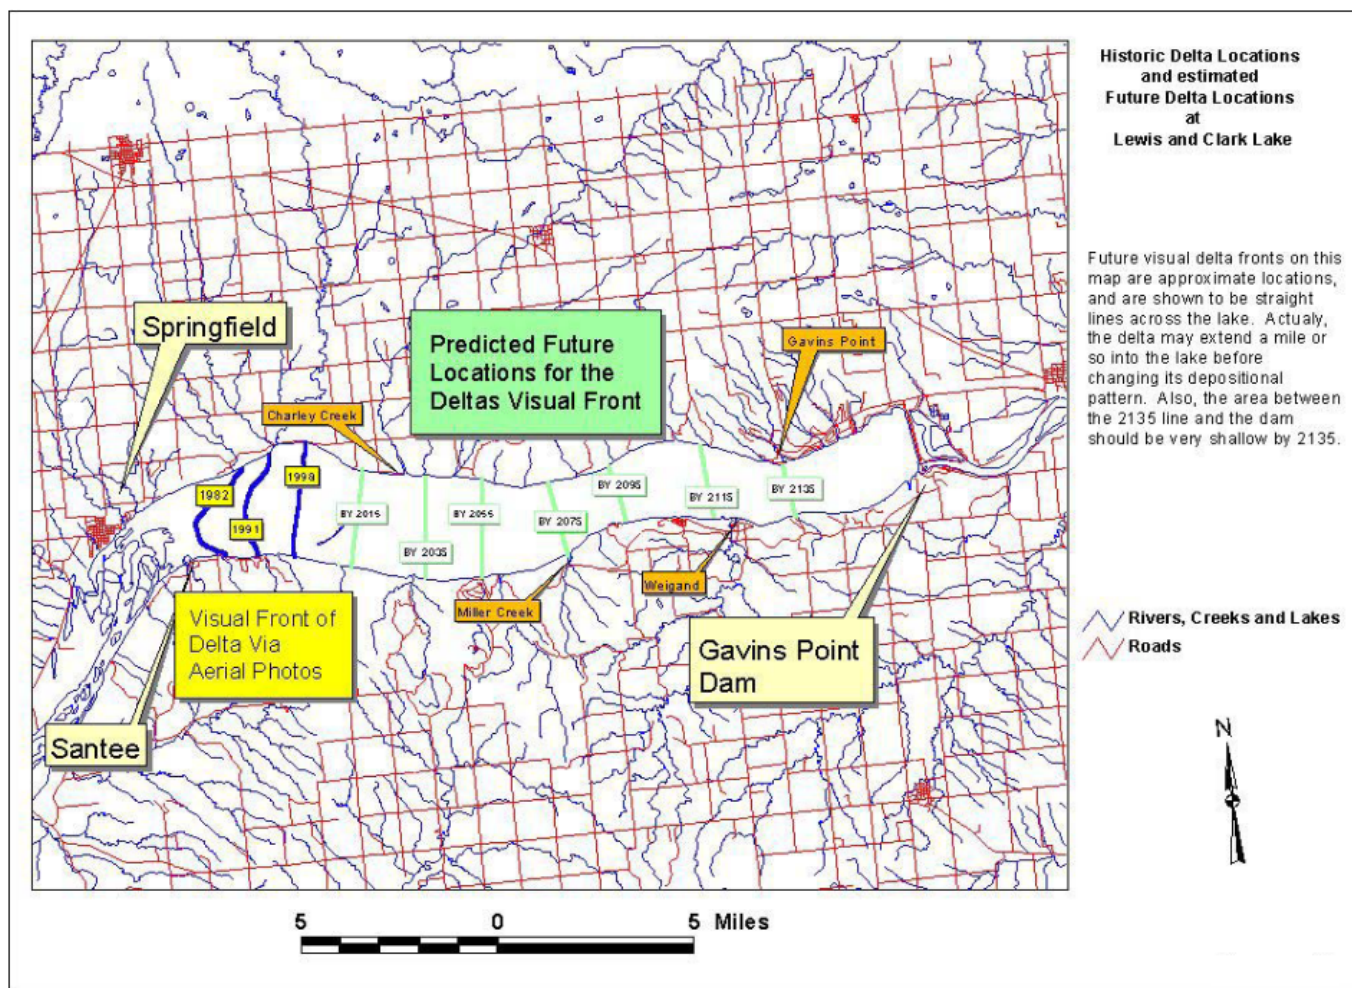 Historic Delta Locations
and estimated
Future Delta Locations
at
Lewis and Clark Lake
Future visual delta fronts on this
map are approximate locations,
and are shown to be straight
lines across the lake. Actualy,
the delta may extend a mile or
so into the lake before
changing its depositional
pattern. Also, the area between
the 2135 line and the dam
should be very shallow by 2135.
Springfield
Predicted Future
Locations for the
Deltas Visual Front
Gavins Point
Charley Creek
1982
1991
1998
BY 2015
BY 2035
BY 2055
BY 2075
BY 2095
BY 2115
BY 2135
Miller Creek
Weigand
Visual Front of
Delta Via
Aerial Photos
Gavins Point
Dam
Santee
Rivers, Creeks and Lakes
Roads
N
5 0 5 Miles